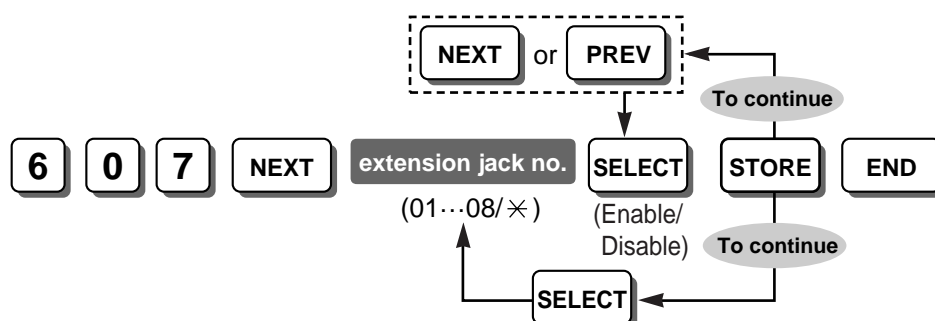 NEXT or PREV
To continue
6 0 7 NEXT extension jack no. SELECT STORE END
(01···08/✳) (Enable/
Disable)
To continue
SELECT